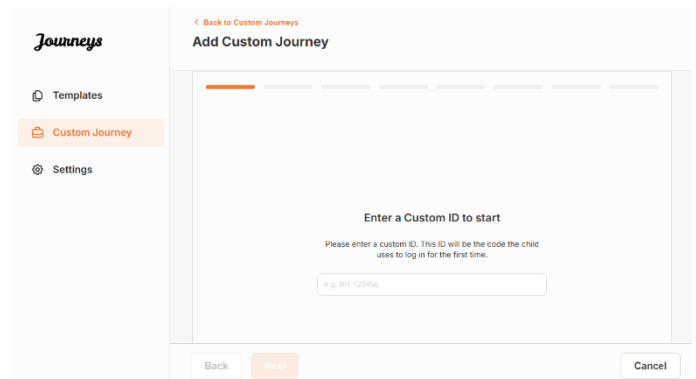 Journeys
Templates
Custom Journey
Settings
< Back to Custom Journeys
Add Custom Journey
Enter a Custom ID to start
Please enter a custom ID. This ID will be the code the child
uses to log in for the first time.
e.g. BH-123456
Back
Next
Cancel